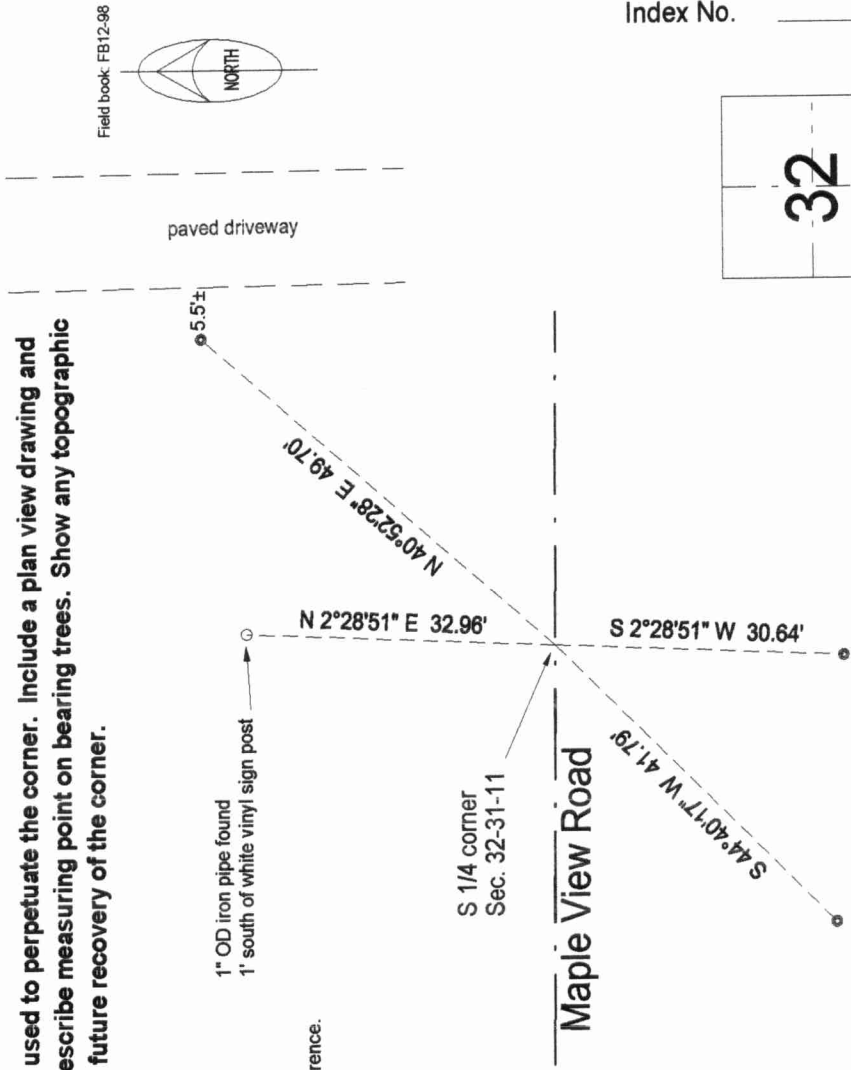 Index No.
Field book: FB12-98
NORTH
used to perpetuate the corner. Include a plan view drawing and
escribe measuring point on bearing trees. Show any topographic
future recovery of the corner.
paved driveway
5.5'±
N 40°52'28" E 49.70'
1" OD iron pipe found
1' south of white vinyl sign post
N 2°28'51" E 32.96'
S 2°28'51" W 30.64'
32
S 1/4 corner
Sec. 32-31-11
rence.
Maple View Road
S 44°40'17" W 41.79'